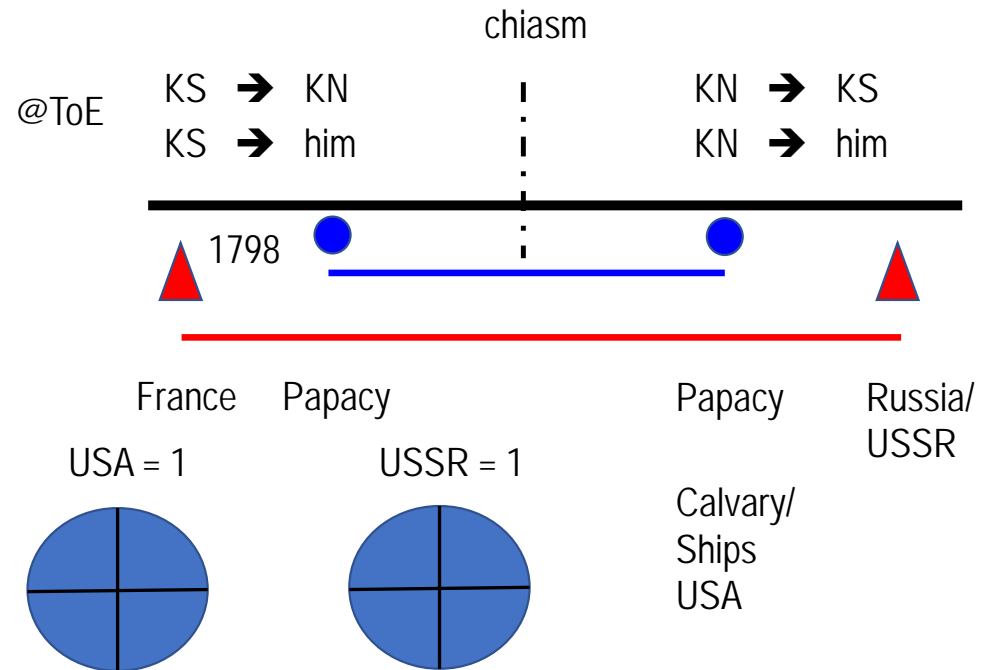 chiasm
@ToE
KS ➔ KN
KS ➔ him
KN ➔ KS
KN ➔ him
1798
France Papacy
Papacy
Russia/
USSR
USA = 1
USSR = 1
Calvary/
Ships
USA